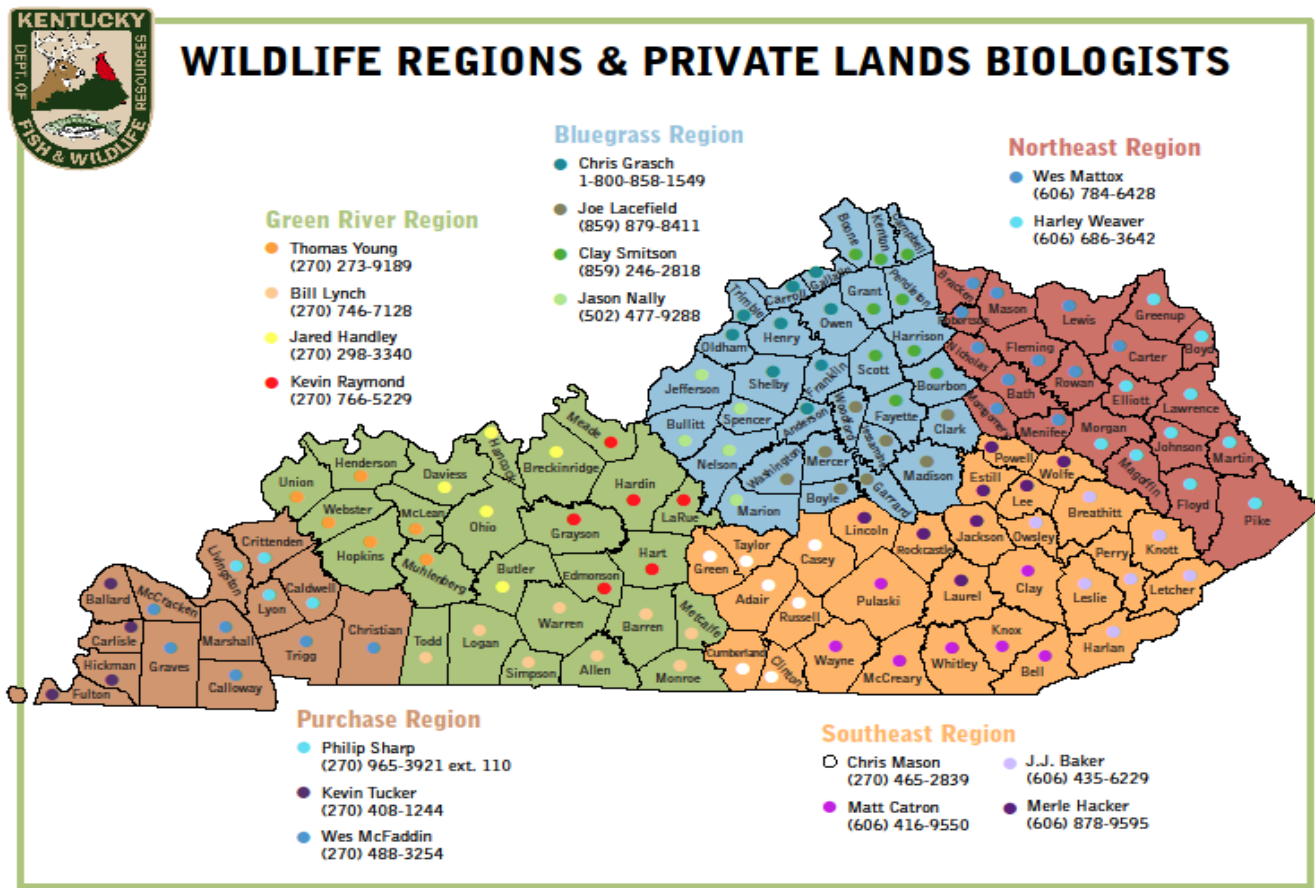 KENTUCKY
DEPT. OF
FISH & WILDLIFE
RESOURCES
WILDLIFE REGIONS & PRIVATE LANDS BIOLOGISTS
Bluegrass Region
Chris Grasch
1-800-858-1549
Joe Lacefield
(859) 879-8411
Clay Smitson
(859) 246-2818
Jason Nally
(502) 477-9288
Northeast Region
Wes Mattox
(606) 784-6428
Harley Weaver
(606) 686-3642
Green River Region
Thomas Young
(270) 273-9189
Bill Lynch
(270) 746-7128
Jared Handley
(270) 298-3340
Kevin Raymond
(270) 766-5229
Boone
Kenton
Campbell
Trimble
Carroll
Gallatin
Grant
Pendleton
Owen
Oldham
Henry
Harrison
Jefferson
Shelby
Franklin
Scott
Bourbon
Bullitt
Spencer
Anderson
Woodford
Fayette
Clark
Nelson
Washington
Mercer
Jessamine
Madison
Marion
Boyle
Garrard
Bracken
Mason
Robertson
Lewis
Greenup
Nicholas
Fleming
Carter
Boyd
Bath
Rowan
Elliott
Lawrence
Montgomery
Menifee
Morgan
Johnson
Martin
Magoffin
Floyd
Pike
Meade
Hancock
Breckinridge
Henderson
Daviess
Union
Hardin
Webster
McLean
Ohio
LaRue
Grayson
Hopkins
Muhlenberg
Butler
Edmonson
Hart
Warren
Barren
Metcalfe
Todd
Logan
Simpson
Allen
Monroe
Crittenden
Livingston
Caldwell
Lyon
Ballard
McCracken
Carlisle
Marshall
Trigg
Christian
Hickman
Graves
Calloway
Fulton
Powell
Wolfe
Estill
Lee
Breathitt
Lincoln
Rockcastle
Jackson
Owsley
Perry
Knott
Taylor
Green
Casey
Adair
Pulaski
Laurel
Clay
Leslie
Letcher
Russell
Knox
Harlan
Cumberland
Clinton
Wayne
McCreary
Whitley
Bell
Purchase Region
Philip Sharp
(270) 965-3921 ext. 110
Kevin Tucker
(270) 408-1244
Wes McFaddin
(270) 488-3254
Southeast Region
Chris Mason
(270) 465-2839
Matt Catron
(606) 416-9550
J.J. Baker
(606) 435-6229
Merle Hacker
(606) 878-9595